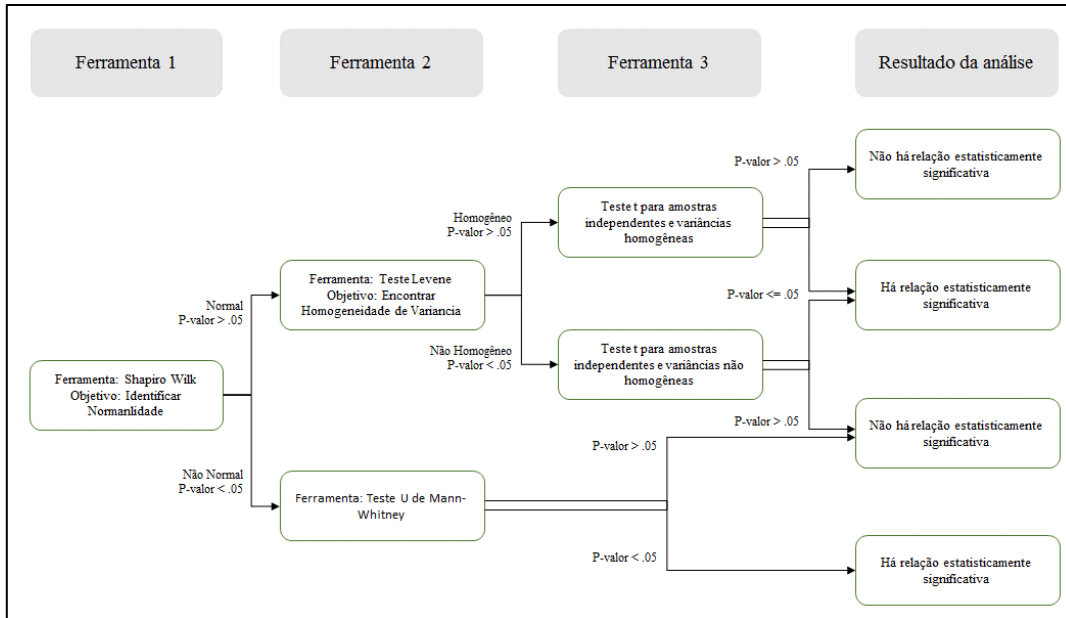 Ferramenta 1
Ferramenta 2
Ferramenta 3
Resultado da análise
Ferramenta: Shapiro Wilk
Objetivo: Identificar
Normanlidade
Normal
P-valor > .05
Não Normal
P-valor < .05
Ferramenta: Teste Levene
Objetivo: Encontrar
Homogeneidade de Variancia
Ferramenta: Teste U de Mann-
Whitney
Homogêneo
P-valor > .05
Não Homogêneo
P-valor < .05
Teste t para amostras
independentes e variâncias
homogêneas
Teste t para amostras
independentes e variâncias não
homogêneas
P-valor > .05
P-valor <= .05
P-valor > .05
P-valor > .05
P-valor < .05
Não há relação estatisticamente
significativa
Há relação estatisticamente
significativa
Não há relação estatisticamente
significativa
Há relação estatisticamente
significativa